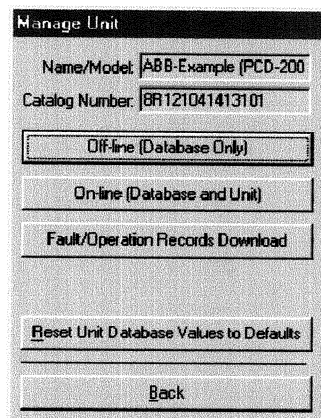 Manage Unit
Name/Model: ABB-Example (PCD-200
Catalog Number: 8R121041413101
Off-line (Database Only)
On-line (Database and Unit)
Fault/Operation Records Download
Reset Unit Database Values to Defaults
Back